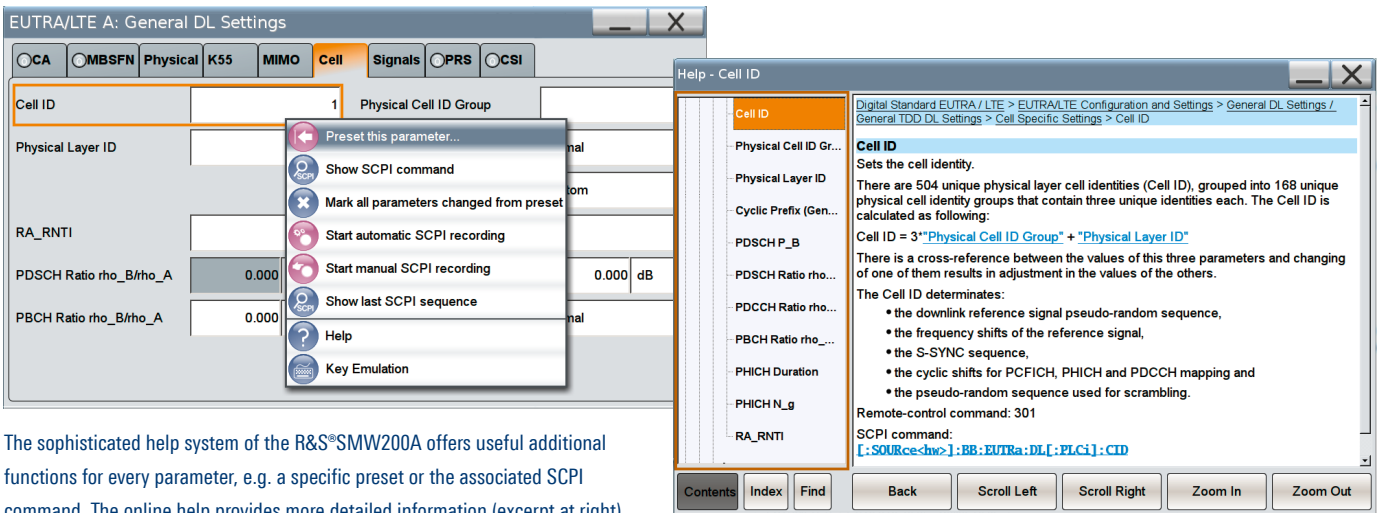 EUTRA/LTE A: General DL Settings
CA MBSFN Physical K55 MIMO Cell Signals PRS CSI
Cell ID 1 Physical Cell ID Group
Physical Layer ID mal
tom
RA_RNTI
PDSCH Ratio rho_B/rho_A 0.000 0.000 dB
PBCH Ratio rho_B/rho_A 0.000 nal
Preset this parameter...
Show SCPI command
Mark all parameters changed from preset
Start automatic SCPI recording
Start manual SCPI recording
Show last SCPI sequence
Help
Key Emulation
The sophisticated help system of the R&S®SMW200A offers useful additional
functions for every parameter, e.g. a specific preset or the associated SCPI
command. The online help provides more detailed information (excerpt at right).
Help - Cell ID
Cell ID
Physical Cell ID Gr...
Physical Layer ID
Cyclic Prefix (Gen...
PDSCH P_B
PDSCH Ratio rho...
PDCCH Ratio rho...
PBCH Ratio rho_...
PHICH Duration
PHICH N_g
RA_RNTI
Digital Standard EUTRA / LTE > EUTRA/LTE Configuration and Settings > General DL Settings /
General TDD DL Settings > Cell Specific Settings > Cell ID
Cell ID
Sets the cell identity.
There are 504 unique physical layer cell identities (Cell ID), grouped into 168 unique
physical cell identity groups that contain three unique identities each. The Cell ID is
calculated as following:
Cell ID = 3*"Physical Cell ID Group" + "Physical Layer ID"
There is a cross-reference between the values of this three parameters and changing
of one of them results in adjustment in the values of the others.
The Cell ID determinates:
• the downlink reference signal pseudo-random sequence,
• the frequency shifts of the reference signal,
• the S-SYNC sequence,
• the cyclic shifts for PCFICH, PHICH and PDCCH mapping and
• the pseudo-random sequence used for scrambling.
Remote-control command: 301
SCPI command:
[:SOURce<hw>]:BB:EUTRa:DL[:PLCi]:CID
Contents Index Find Back Scroll Left Scroll Right Zoom In Zoom Out